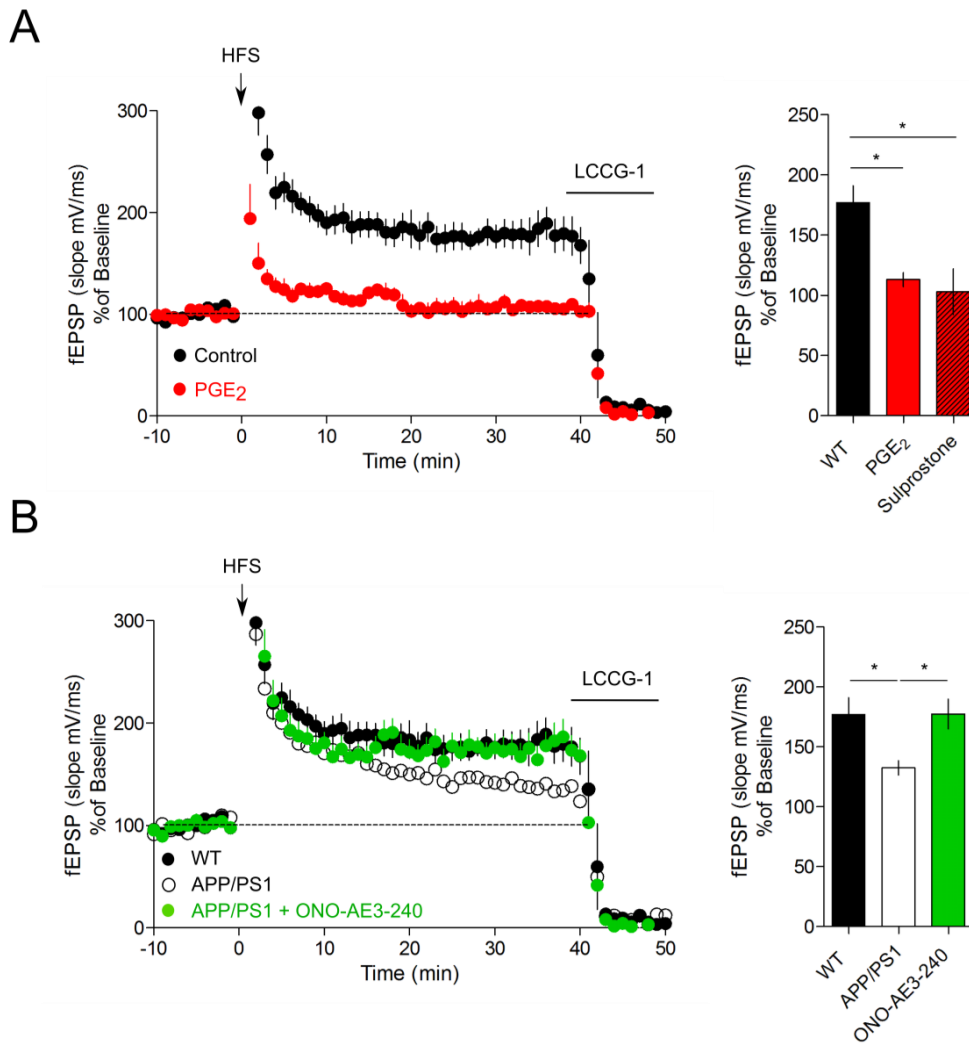 A
HFS
300
200
100
0
fEPSP (slope mV/ms)
%of Baseline
LCCG-1
Control
PGE2
-10
0
10
20
30
40
50
Time (min)
250
200
150
100
50
0
fEPSP (slope mV/ms)
%of Baseline
*
*
WT
PGE2
Sulprostone
B
HFS
300
200
100
0
fEPSP (slope mV/ms)
%of Baseline
LCCG-1
WT
APP/PS1
APP/PS1 + ONO-AE3-240
-10
0
10
20
30
40
50
Time (min)
250
200
150
100
50
0
fEPSP (slope mV/ms)
%of Baseline
*
*
WT
APP/PS1
ONO-AE3-240